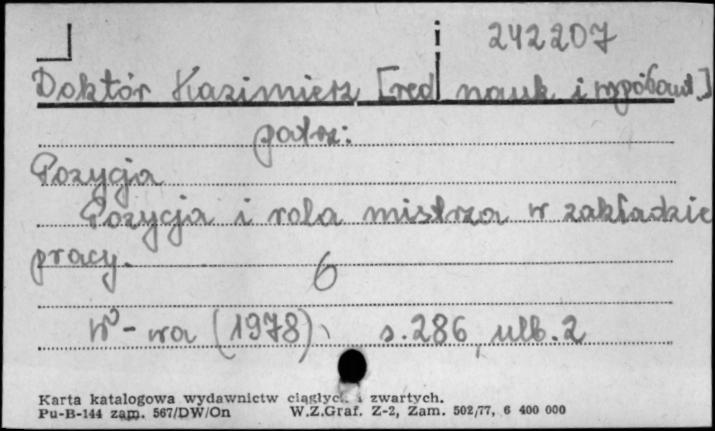 242207
Doktór Kazimierz [red nauk i współaut.]
patrz:
Pozycja
Pozycja i rola mistrza w zakładzie
pracy.
6
W-wa (1978), s. 286, ulb. 2
Karta katalogowa wydawnictw ciągłych i zwartych.
Pu-B-144 zam. 567/DW/On W.Z.Graf. Z-2, Zam. 502/77, 6 400 000